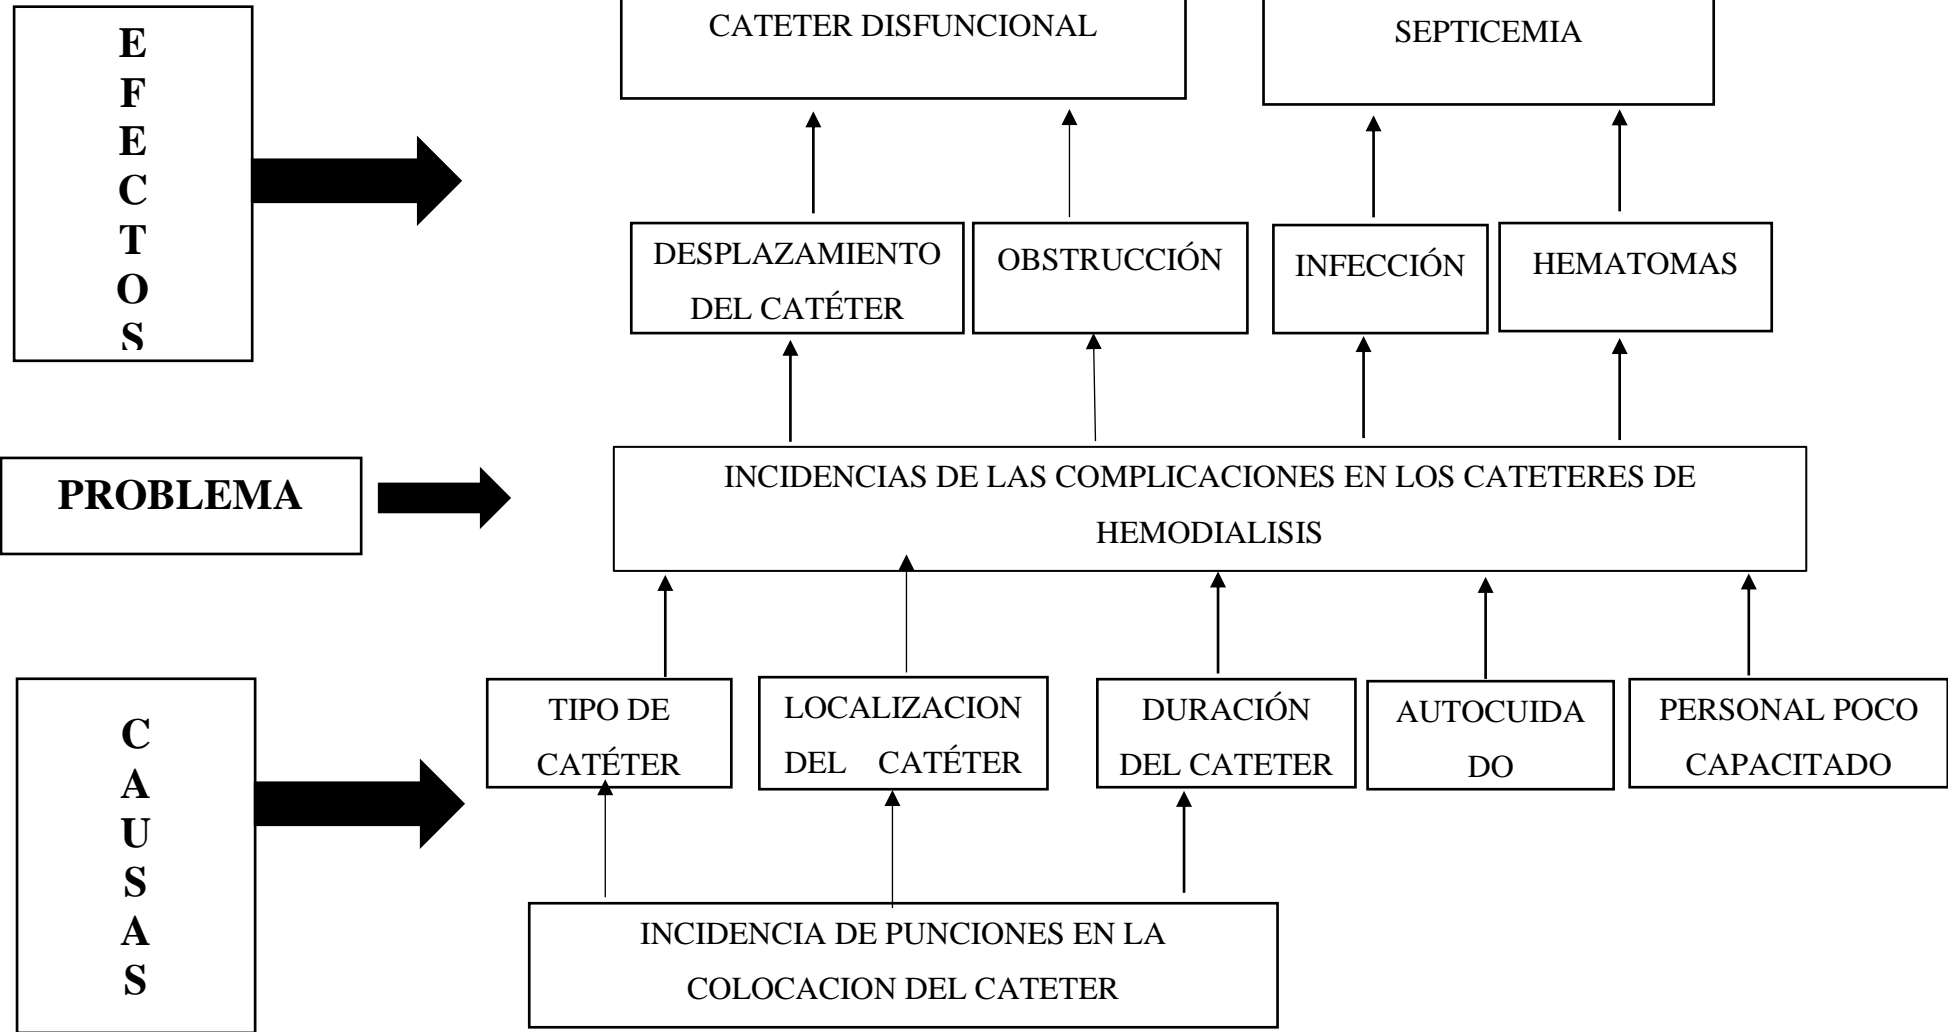 E
F
E
C
T
O
S
CATETER DISFUNCIONAL
SEPTICEMIA
DESPLAZAMIENTO
DEL CATÉTER
OBSTRUCCIÓN
INFECCIÓN
HEMATOMAS
PROBLEMA
INCIDENCIAS DE LAS COMPLICACIONES EN LOS CATETERES DE
HEMODIALISIS
C
A
U
S
A
S
TIPO DE
CATÉTER
LOCALIZACION
DEL CATÉTER
DURACIÓN
DEL CATETER
AUTOCUIDA
DO
PERSONAL POCO
CAPACITADO
INCIDENCIA DE PUNCIONES EN LA
COLOCACION DEL CATETER